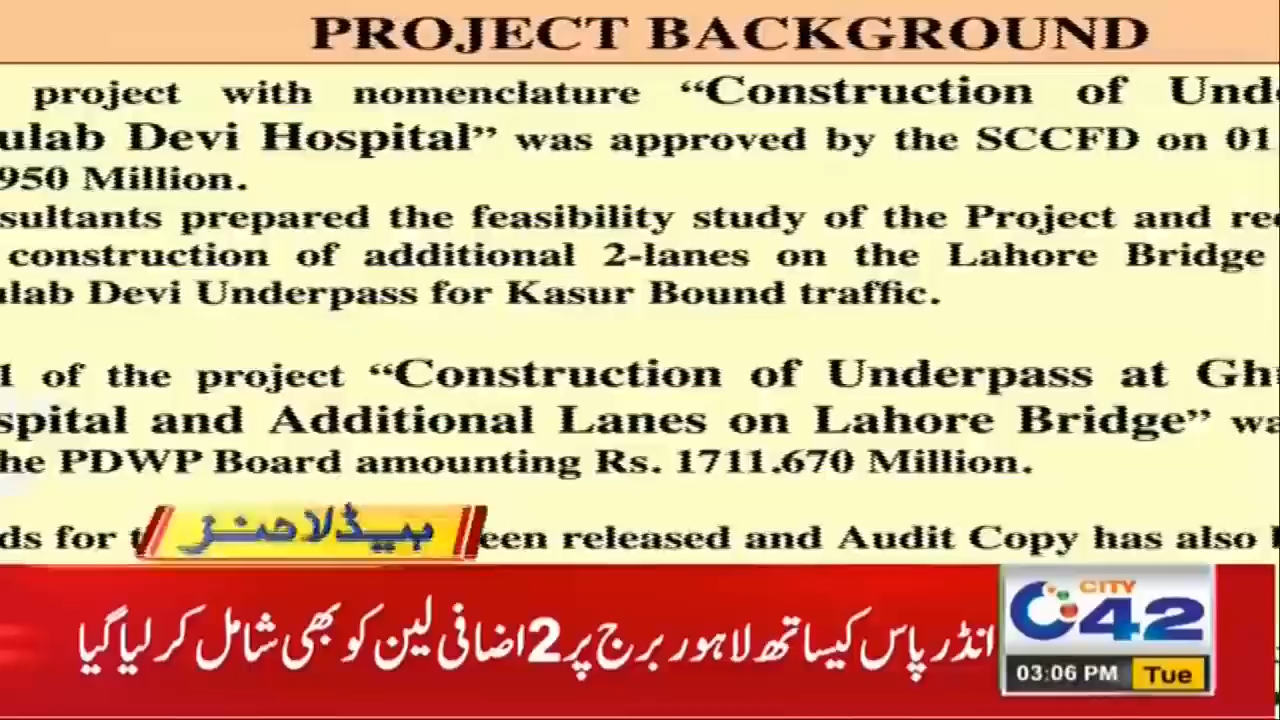 PROJECT BACKGROUND
project with nomenclature “Construction of Unde
ulab Devi Hospital” was approved by the SCCFD on 01
950 Million.
sultants prepared the feasibility study of the Project and rec
construction of additional 2-lanes on the Lahore Bridge
ulab Devi Underpass for Kasur Bound traffic.
1 of the project “Construction of Underpass at Ghu
spital and Additional Lanes on Lahore Bridge” wa
he PDWP Board amounting Rs. 1711.670 Million.
ds for t
een released and Audit Copy has also
ہیڈلائنز
انڈر پاس کیساتھ لاہور برج پر 2 اضافی لین کو بھی شامل کر لیا گیا
CITY
42
03:06 PM Tue